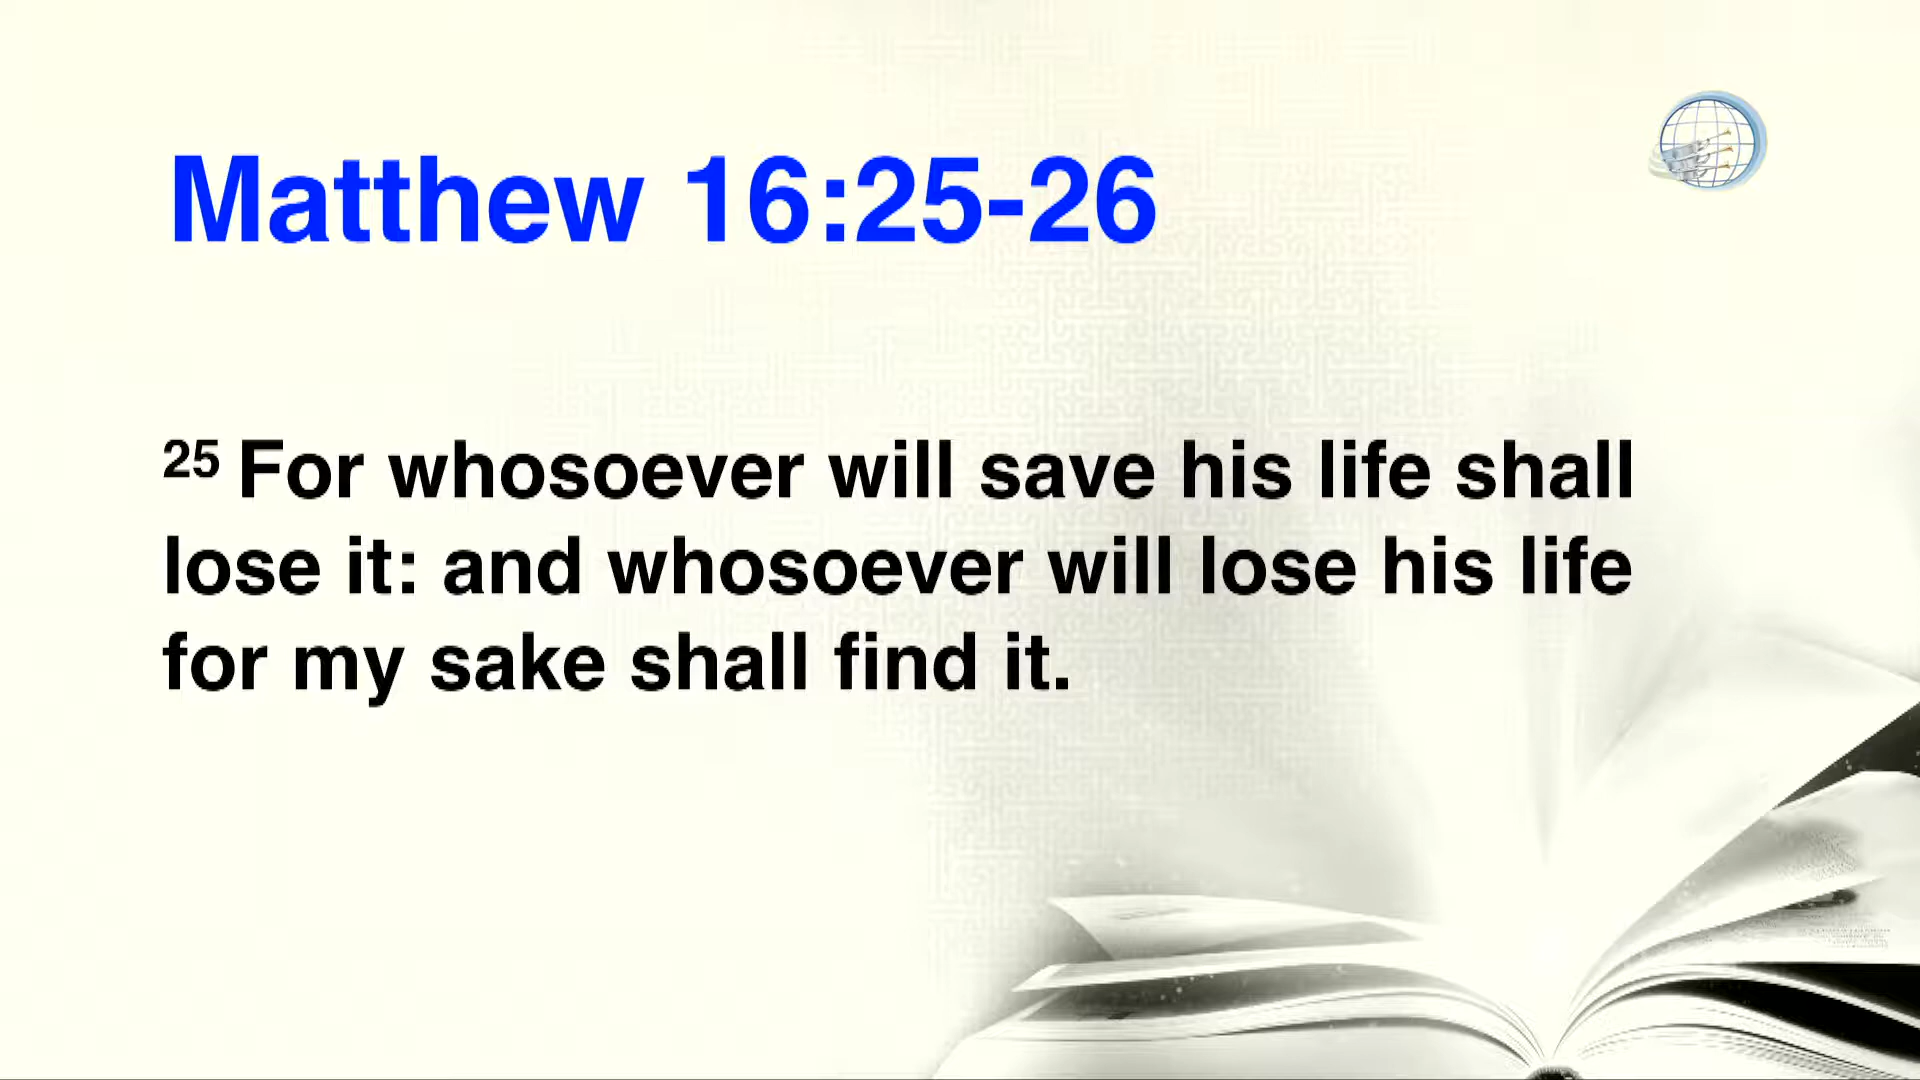 Matthew 16:25-26
25 For whosoever will save his life shall
lose it: and whosoever will lose his life
for my sake shall find it.